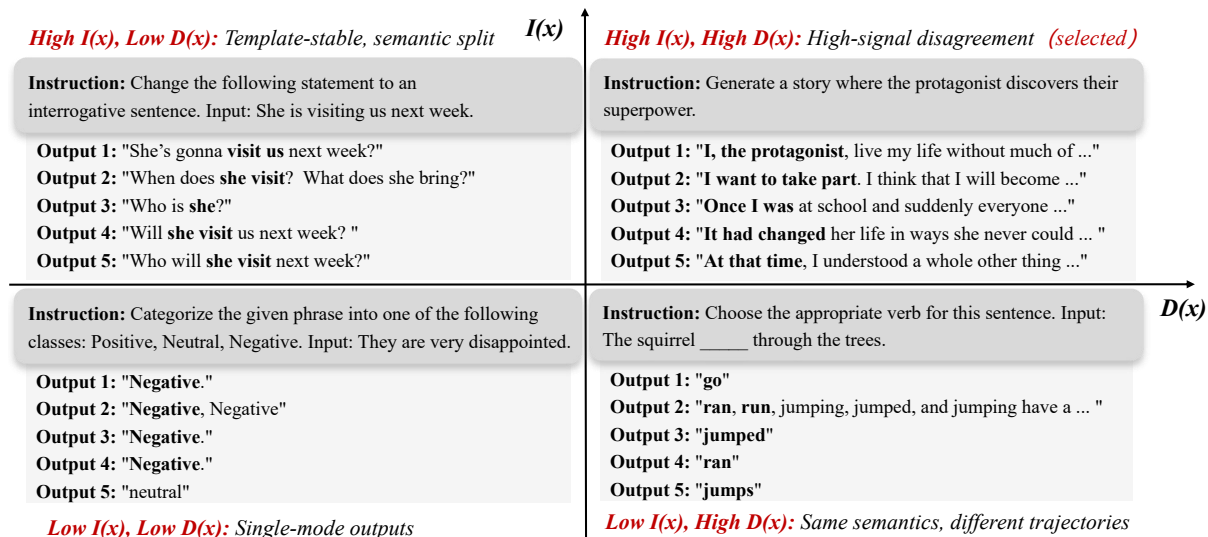 I(x)
High I(x), Low D(x): Template-stable, semantic split
Instruction: Change the following statement to an
interrogative sentence. Input: She is visiting us next week.
Output 1: "She’s gonna visit us next week?"
Output 2: "When does she visit?  What does she bring?"
Output 3: "Who is she?"
Output 4: "Will she visit us next week? "
Output 5: "Who will she visit next week?"
High I(x), High D(x): High-signal disagreement (selected)
Instruction: Generate a story where the protagonist discovers their
superpower.
Output 1: "I, the protagonist, live my life without much of ..."
Output 2: "I want to take part. I think that I will become ..."
Output 3: "Once I was at school and suddenly everyone ..."
Output 4: "It had changed her life in ways she never could ... "
Output 5: "At that time, I understood a whole other thing ..."
D(x)
Instruction: Categorize the given phrase into one of the following
classes: Positive, Neutral, Negative. Input: They are very disappointed.
Output 1: "Negative."
Output 2: "Negative, Negative"
Output 3: "Negative."
Output 4: "Negative."
Output 5: "neutral"
Low I(x), Low D(x): Single-mode outputs
Instruction: Choose the appropriate verb for this sentence. Input:
The squirrel _____ through the trees.
Output 1: "go"
Output 2: "ran, run, jumping, jumped, and jumping have a ... "
Output 3: "jumped"
Output 4: "ran"
Output 5: "jumps"
Low I(x), High D(x): Same semantics, different trajectories